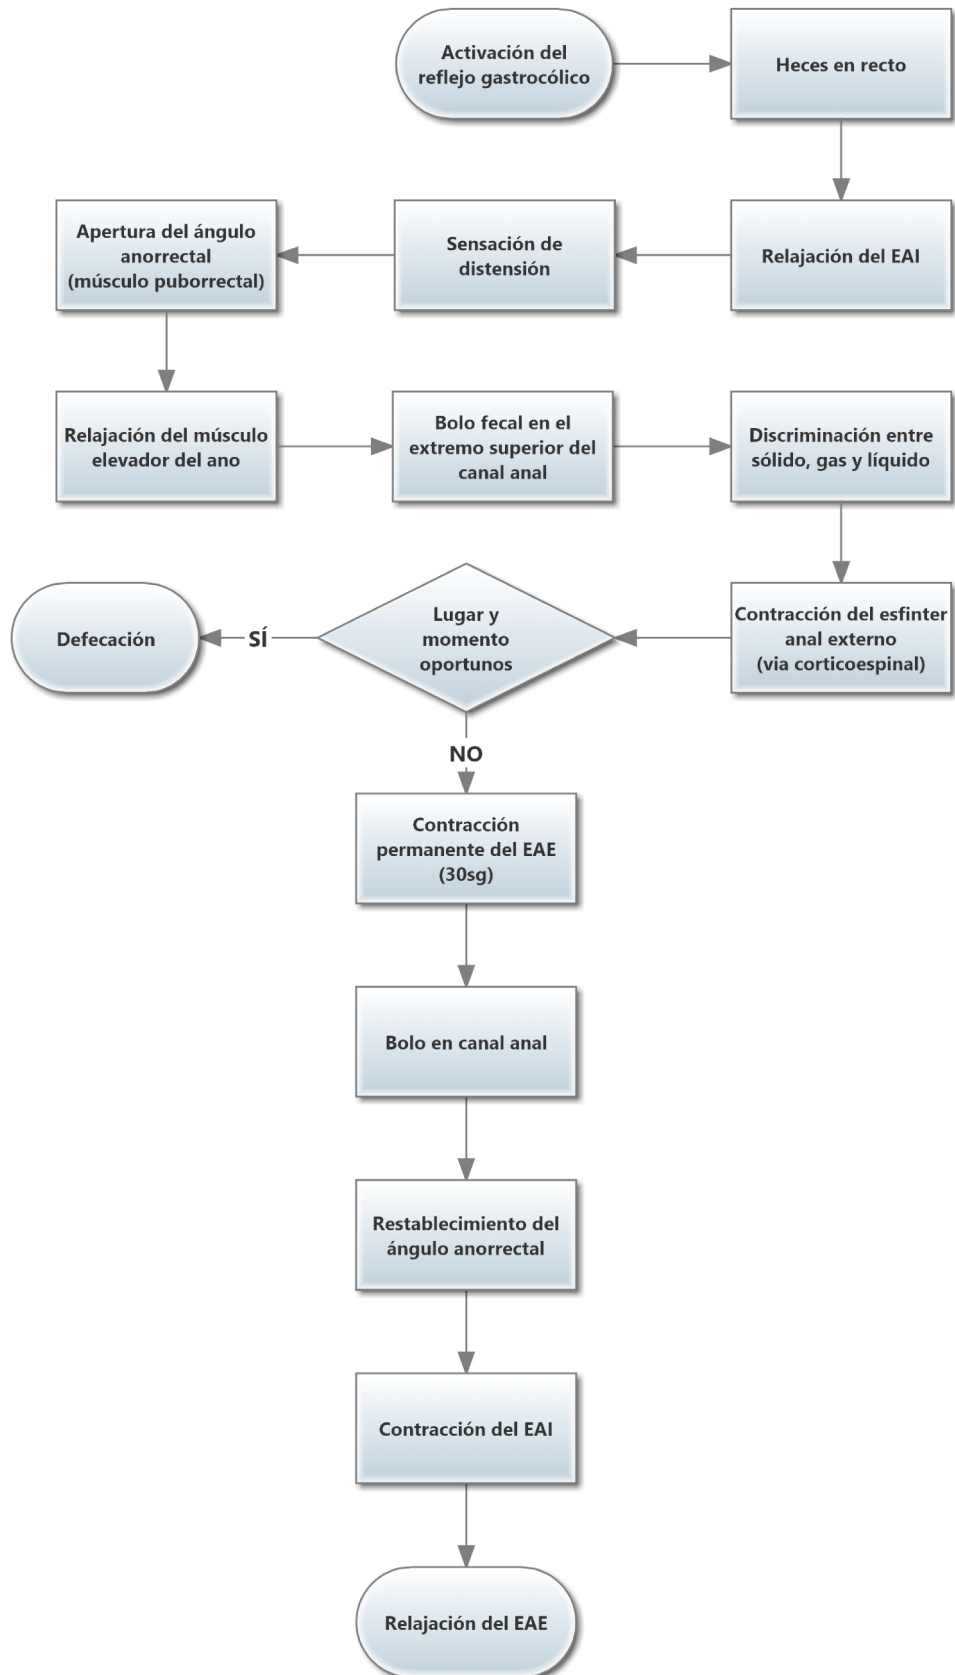 Activación del
reflejo gastrocólico
Heces en recto
Relajación del EAI
Sensación de
distensión
Apertura del ángulo
anorrectal
(músculo puborrectal)
Relajación del músculo
elevador del ano
Bolo fecal en el
extremo superior del
canal anal
Discriminación entre
sólido, gas y líquido
Contracción del esfinter
anal externo
(via corticoespinal)
Lugar y
momento
oportunos
SÍ
Defecación
NO
Contracción
permanente del EAE
(30sg)
Bolo en canal anal
Restablecimiento del
ángulo anorrectal
Contracción del EAI
Relajación del EAE